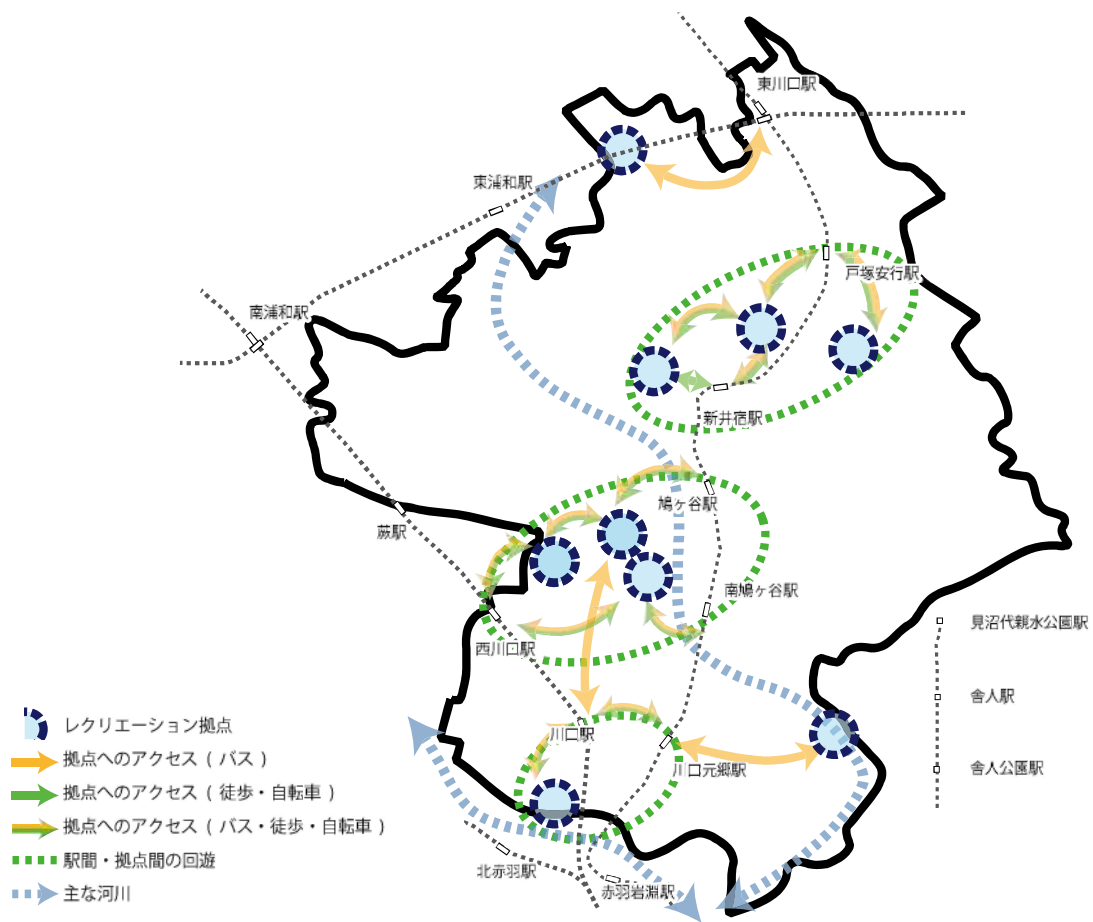 東川口駅
東浦和駅
戸塚安行駅
南浦和駅
新井宿駅
鳩ヶ谷駅
蕨駅
南鳩ヶ谷駅
見沼代親水公園駅
西川口駅
舎人駅
レクリエーション拠点
川口駅
拠点へのアクセス ( バス )
川口元郷駅
舎人公園駅
拠点へのアクセス ( 徒歩・自転車 )
拠点へのアクセス ( バス・徒歩・自転車 )
駅間・拠点間の回遊
北赤羽駅
主な河川
赤羽岩淵駅